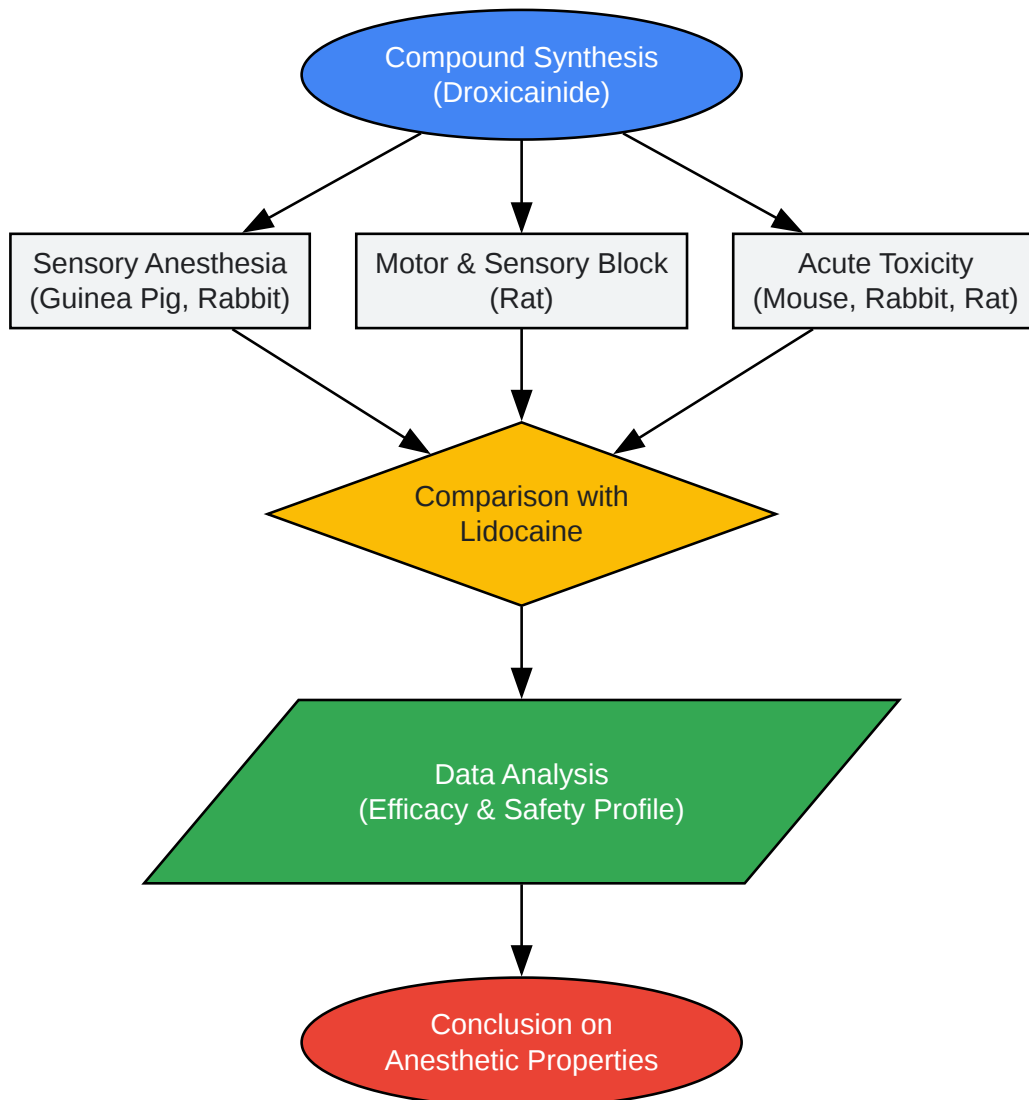 Compound Synthesis
(Droxicainide)
Sensory Anesthesia
(Guinea Pig, Rabbit)
Motor & Sensory Block
(Rat)
Acute Toxicity
(Mouse, Rabbit, Rat)
Comparison with
Lidocaine
Data Analysis
(Efficacy & Safety Profile)
Conclusion on
Anesthetic Properties